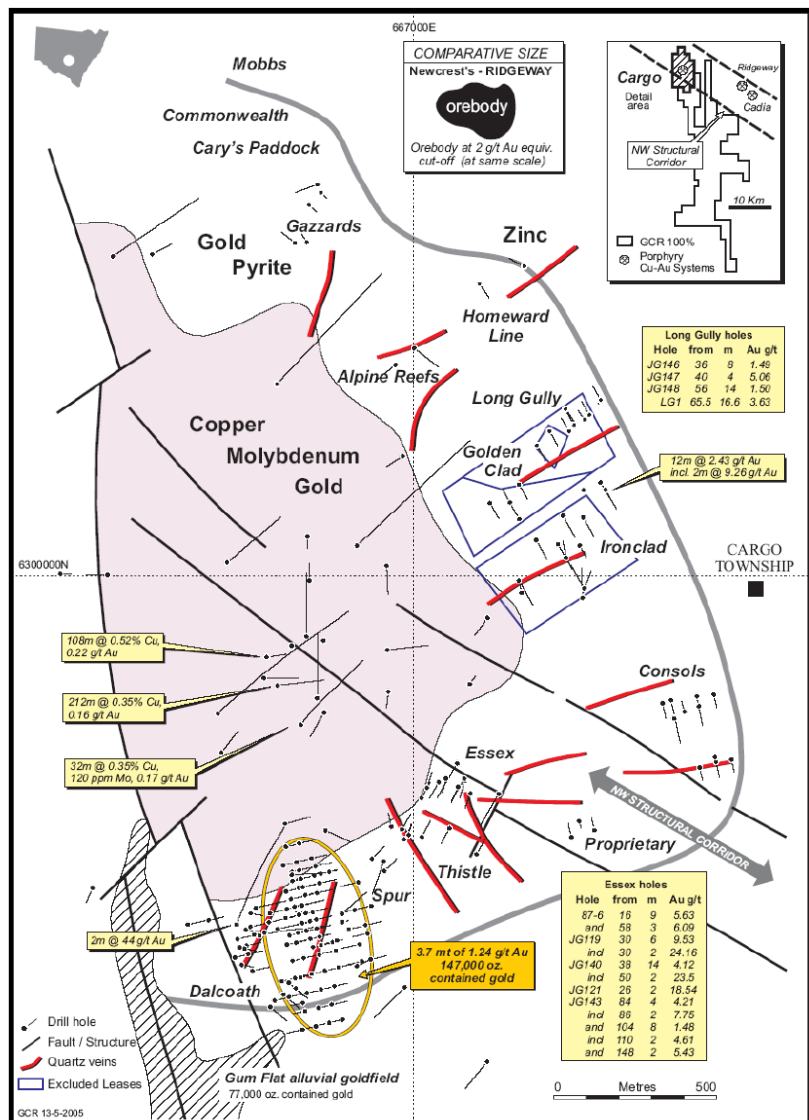 667000E
COMPARATIVE SIZE
Newcrest's - RIDGEWAY
orebody
Orebody at 2 g/t Au equiv.
cut-off (at same scale)
Cargo
Detail
area
Ridgeway
Cadia
NW Structural
Corridor
10 Km
GCR 100%
Porphyry
Cu-Au Systems
Mobbs
Commonwealth
Cary's Paddock
Gazzards
Gold
Pyrite
Zinc
Homeward
Line
Alpine Reefs
Long Gully
Golden
Clad
Long Gully holes
Hole from m Au g/t
JG146 36 8 1.49
JG147 40 4 5.06
JG148 56 14 1.50
LG1 65.5 16.6 3.63
12m @ 2.43 g/t Au
incl. 2m @ 9.26 g/t Au
Copper
Molybdenum
Gold
Ironclad
6300000N
CARGO
TOWNSHIP
108m @ 0.52% Cu,
0.22 g/t Au
212m @ 0.35% Cu,
0.16 g/t Au
32m @ 0.35% Cu,
120 ppm Mo, 0.17 g/t Au
Consols
Essex
NW STRUCTURAL CORRIDOR
Proprietary
Thistle
Spur
2m @ 44 g/t Au
3.7 mt of 1.24 g/t Au
147,000 oz.
contained gold
Dalcoath
Essex holes
Hole from m Au g/t
87-6 16 9 5.63
and 58 3 6.09
JG119 30 6 9.53
incl 30 2 24.16
JG140 38 14 4.12
incl 50 2 23.5
JG121 26 2 18.54
JG143 84 4 4.21
incl 86 2 7.75
and 104 8 1.48
incl 110 2 4.61
and 148 2 5.43
Drill hole
Fault / Structure
Quartz veins
Excluded Leases
Gum Flat alluvial goldfield
77,000 oz. contained gold
0 Metres 500
GCR 13-5-2005